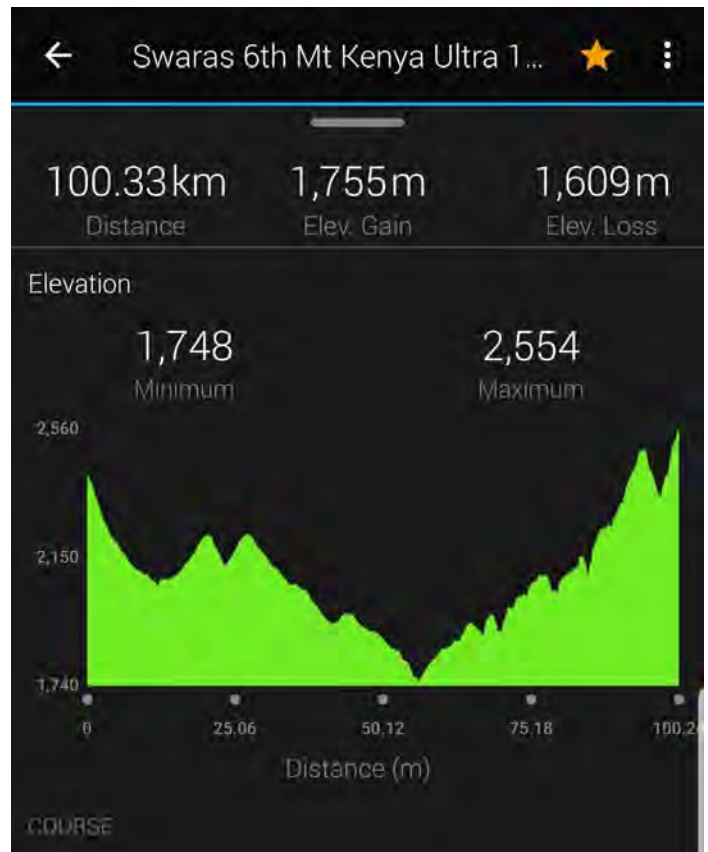 Swaras 6th Mt Kenya Ultra 1...
100.33km 1,755m 1,609m
Distance Elev. Gain Elev. Loss
Elevation
1,748 2,554
Minimum Maximum
2,560
2,150
1,740
0 25.06 50.12 75.18 100.2
Distance (m)
COURSE